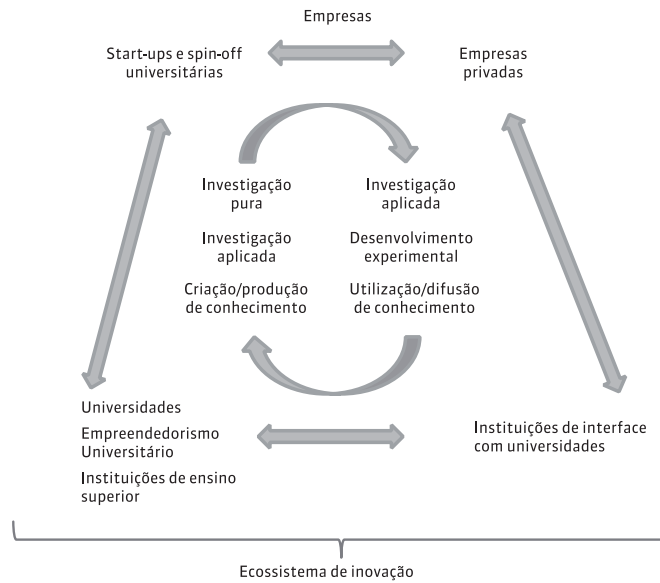 Empresas
Start-ups e spin-off
universitárias
Empresas
privadas
Investigação
pura
Investigação
aplicada
Investigação
aplicada
Desenvolvimento
experimental
Criação/produção
de conhecimento
Utilização/difusão
de conhecimento
Universidades
Empreendedorismo
Universitário
Instituições de ensino
superior
Instituições de interface
com universidades
Ecossistema de inovação